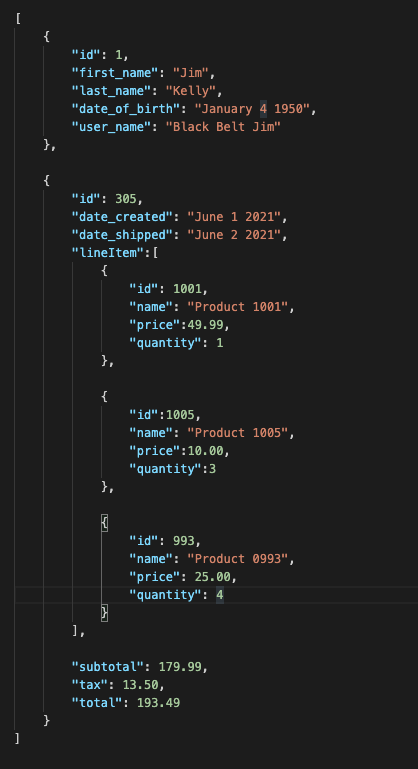 [
{
"id": 1,
"first_name": "Jim",
"last_name": "Kelly",
"date_of_birth": "January 4 1950",
"user_name": "Black Belt Jim"
},
{
"id": 305,
"date_created": "June 1 2021",
"date_shipped": "June 2 2021",
"lineItem":[
{
"id": 1001,
"name": "Product 1001",
"price":49.99,
"quantity": 1
},
{
"id":1005,
"name": "Product 1005",
"price":10.00,
"quantity":3
},
{
"id": 993,
"name": "Product 0993",
"price": 25.00,
"quantity": 4
}
],
"subtotal": 179.99,
"tax": 13.50,
"total": 193.49
}
]